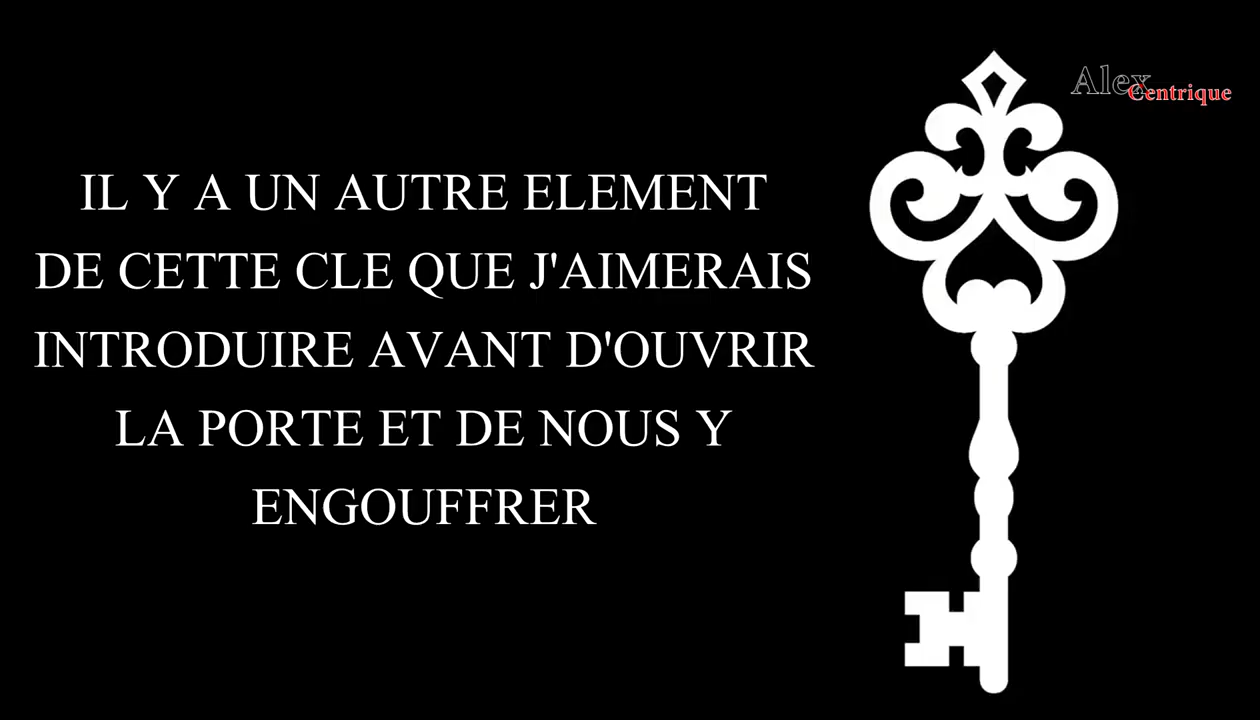 Alex
Centrique
IL Y A UN AUTRE ELEMENT
DE CETTE CLE QUE J'AIMERAIS
INTRODUIRE AVANT D'OUVRIR
LA PORTE ET DE NOUS Y
ENGOUFFRER